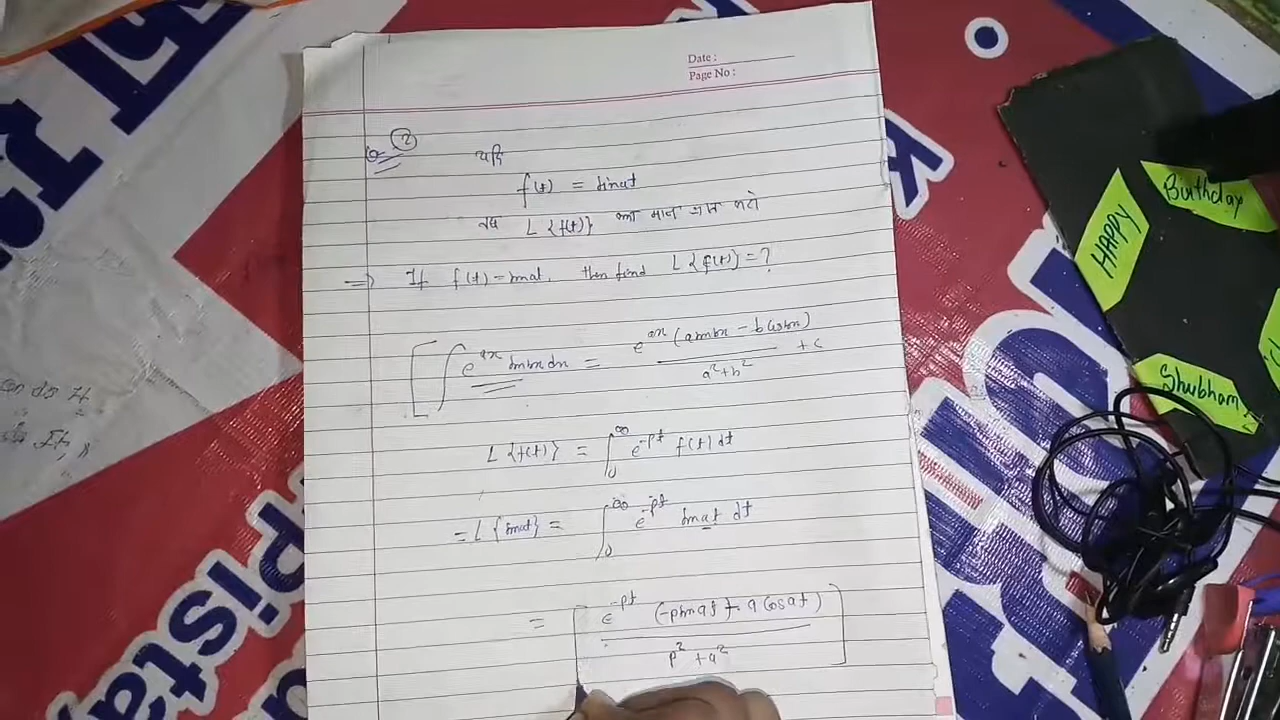 Date :
Page No :
Q- ②
यदि
f(t) = sinat
तब L{f(t)} का मान ज्ञात करो
=> If f(t) = sinat, then find L{f(t)} = ?
[ ∫ e^ax sinbx dx = e^ax (a sinbx - b cosbx) / a²+b² + c
L{f(t)} = ∫₀^∞ e^-pt f(t) dt
= L{sinat} = ∫₀^∞ e^-pt sinat dt
= [ e^-pt (-p sinat - a cosat) / p² + a² ]
HAPPY
Birthday
Shubham